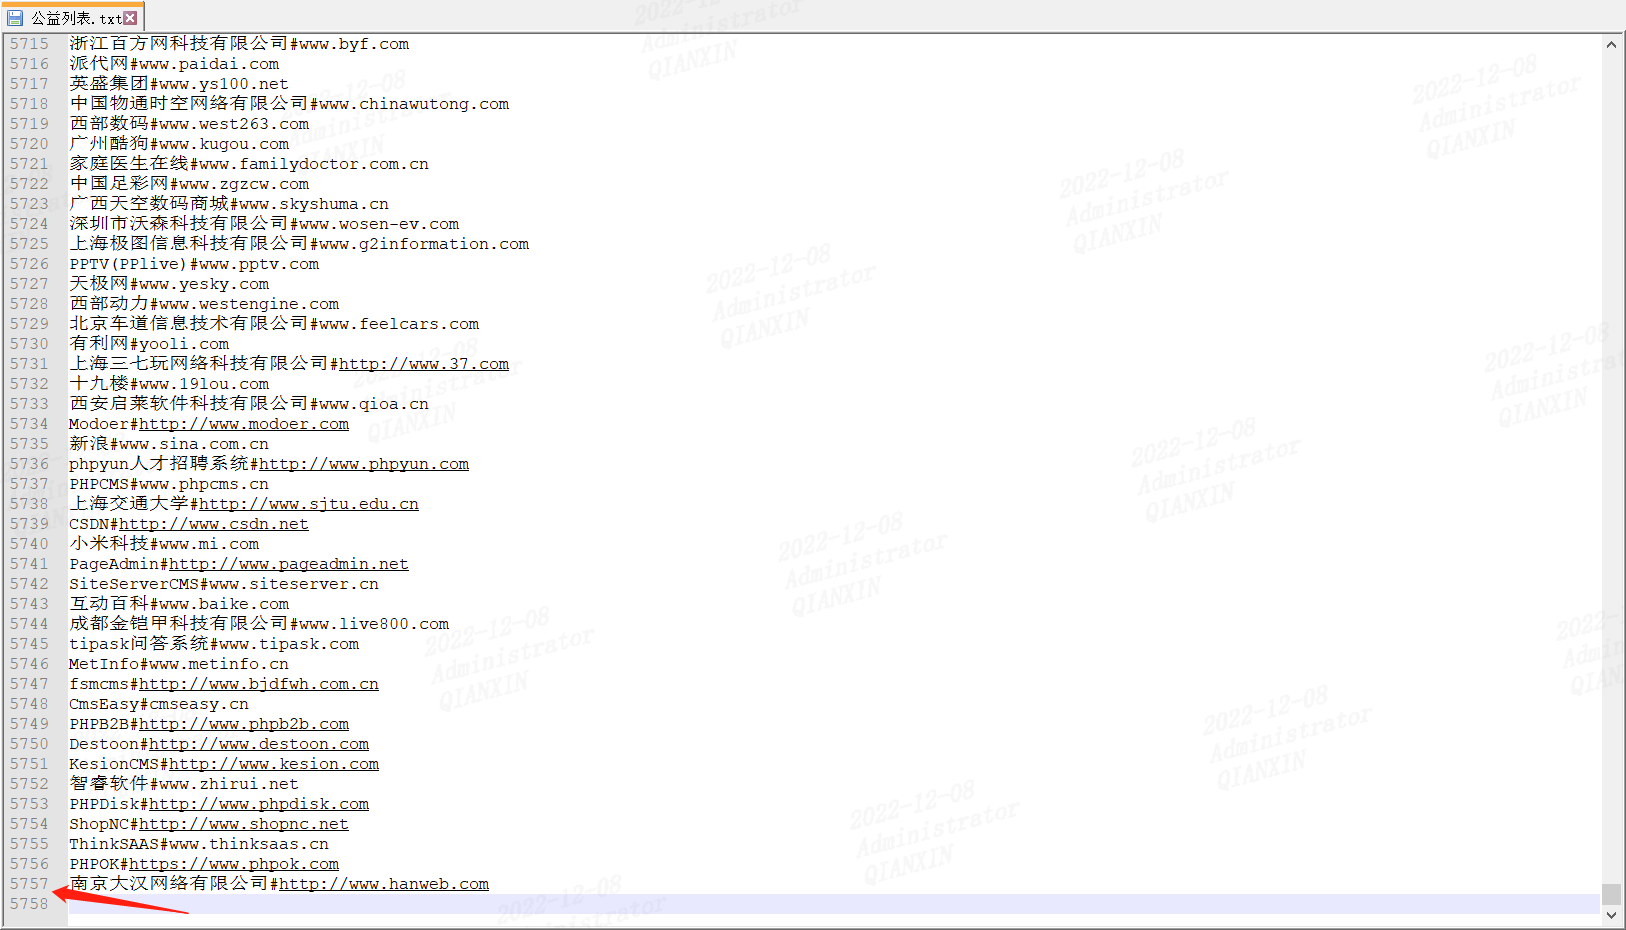 公益列表.txt
5715 浙江百方网科技有限公司#www.byf.com
5716 派代网#www.paidai.com
5717 英盛集团#www.ys100.net
5718 中国物通时空网络有限公司#www.chinawutong.com
5719 西部数码#www.west263.com
5720 广州酷狗#www.kugou.com
5721 家庭医生在线#www.familydoctor.com.cn
5722 中国足彩网#www.zgzcw.com
5723 广西天空数码商城#www.skyshuma.cn
5724 深圳市沃森科技有限公司#www.wosen-ev.com
5725 上海极图信息科技有限公司#www.g2information.com
5726 PPTV(PPlive)#www.pptv.com
5727 天极网#www.yesky.com
5728 西部动力#www.westengine.com
5729 北京车道信息技术有限公司#www.feelcars.com
5730 有利网#yooli.com
5731 上海三七玩网络科技有限公司#http://www.37.com
5732 十九楼#www.19lou.com
5733 西安启莱软件科技有限公司#www.qioa.cn
5734 Modoer#http://www.modoer.com
5735 新浪#www.sina.com.cn
5736 phpyun人才招聘系统#http://www.phpyun.com
5737 PHPCMS#www.phpcms.cn
5738 上海交通大学#http://www.sjtu.edu.cn
5739 CSDN#http://www.csdn.net
5740 小米科技#www.mi.com
5741 PageAdmin#http://www.pageadmin.net
5742 SiteServerCMS#www.siteserver.cn
5743 互动百科#www.baike.com
5744 成都金铠甲科技有限公司#www.live800.com
5745 tipask问答系统#www.tipask.com
5746 MetInfo#www.metinfo.cn
5747 fsmcms#http://www.bjdfwh.com.cn
5748 CmsEasy#cmseasy.cn
5749 PHPB2B#http://www.phpb2b.com
5750 Destoon#http://www.destoon.com
5751 KesionCMS#http://www.kesion.com
5752 智睿软件#www.zhirui.net
5753 PHPDisk#http://www.phpdisk.com
5754 ShopNC#http://www.shopnc.net
5755 ThinkSAAS#www.thinksaas.cn
5756 PHPOK#https://www.phpok.com
5757 南京大汉网络有限公司#http://www.hanweb.com
5758
2022-12-08
Administrator
QIANXIN